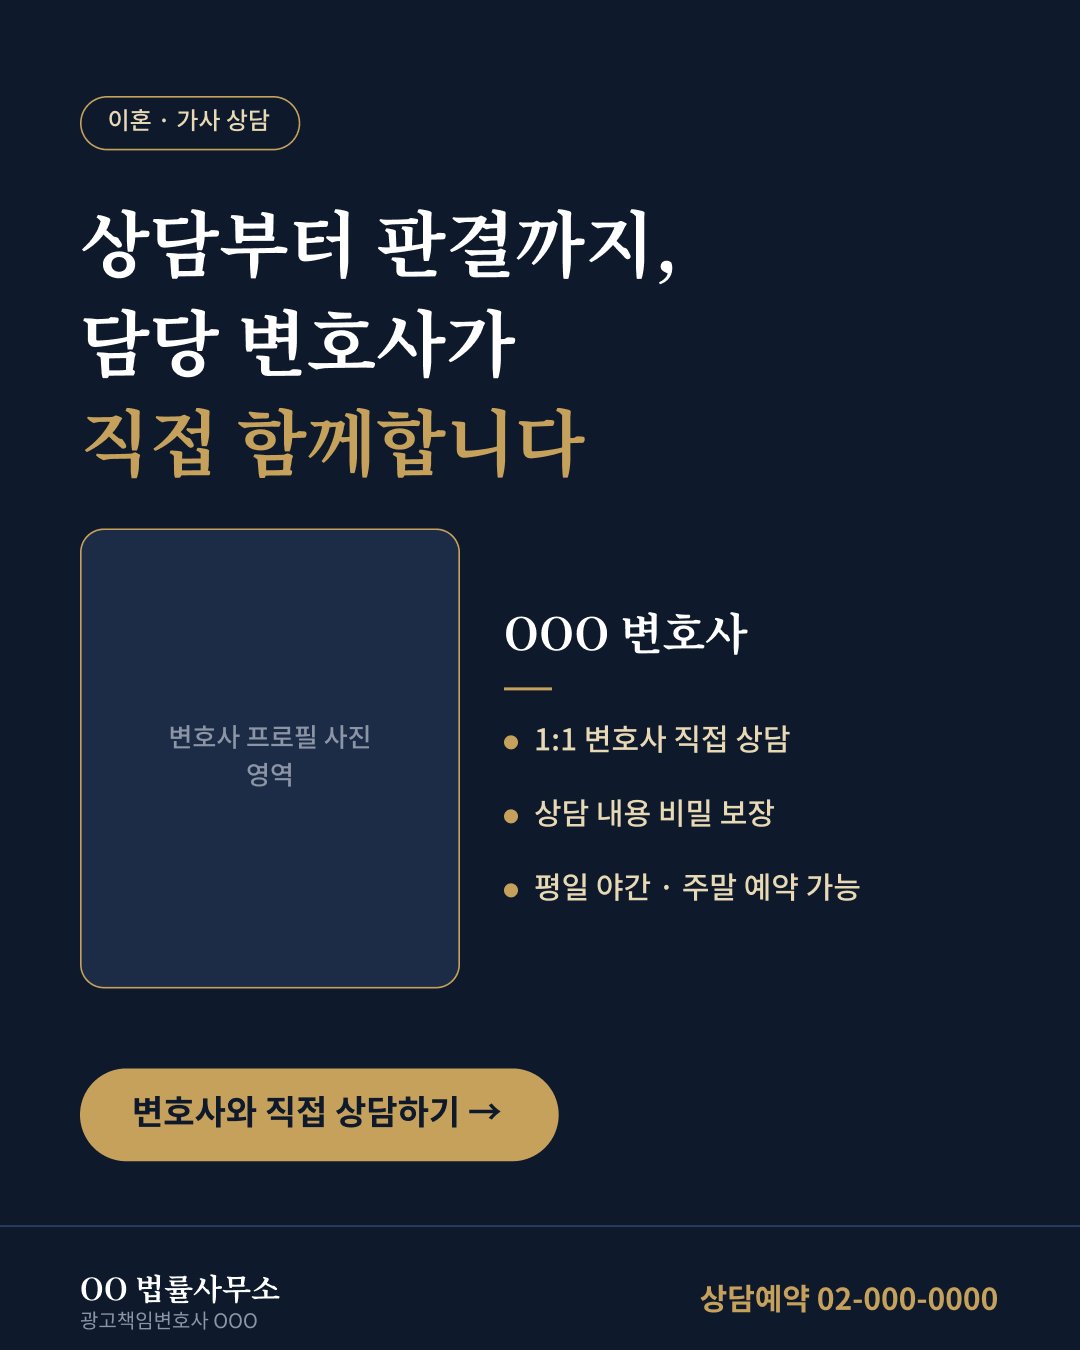 이혼 · 가사 상담
상담부터 판결까지,
담당 변호사가
직접 함께합니다
변호사 프로필 사진
영역
OOO 변호사
1:1 변호사 직접 상담
상담 내용 비밀 보장
평일 야간 · 주말 예약 가능
변호사와 직접 상담하기 →
OO 법률사무소
광고책임변호사 OOO
상담예약 02-000-0000